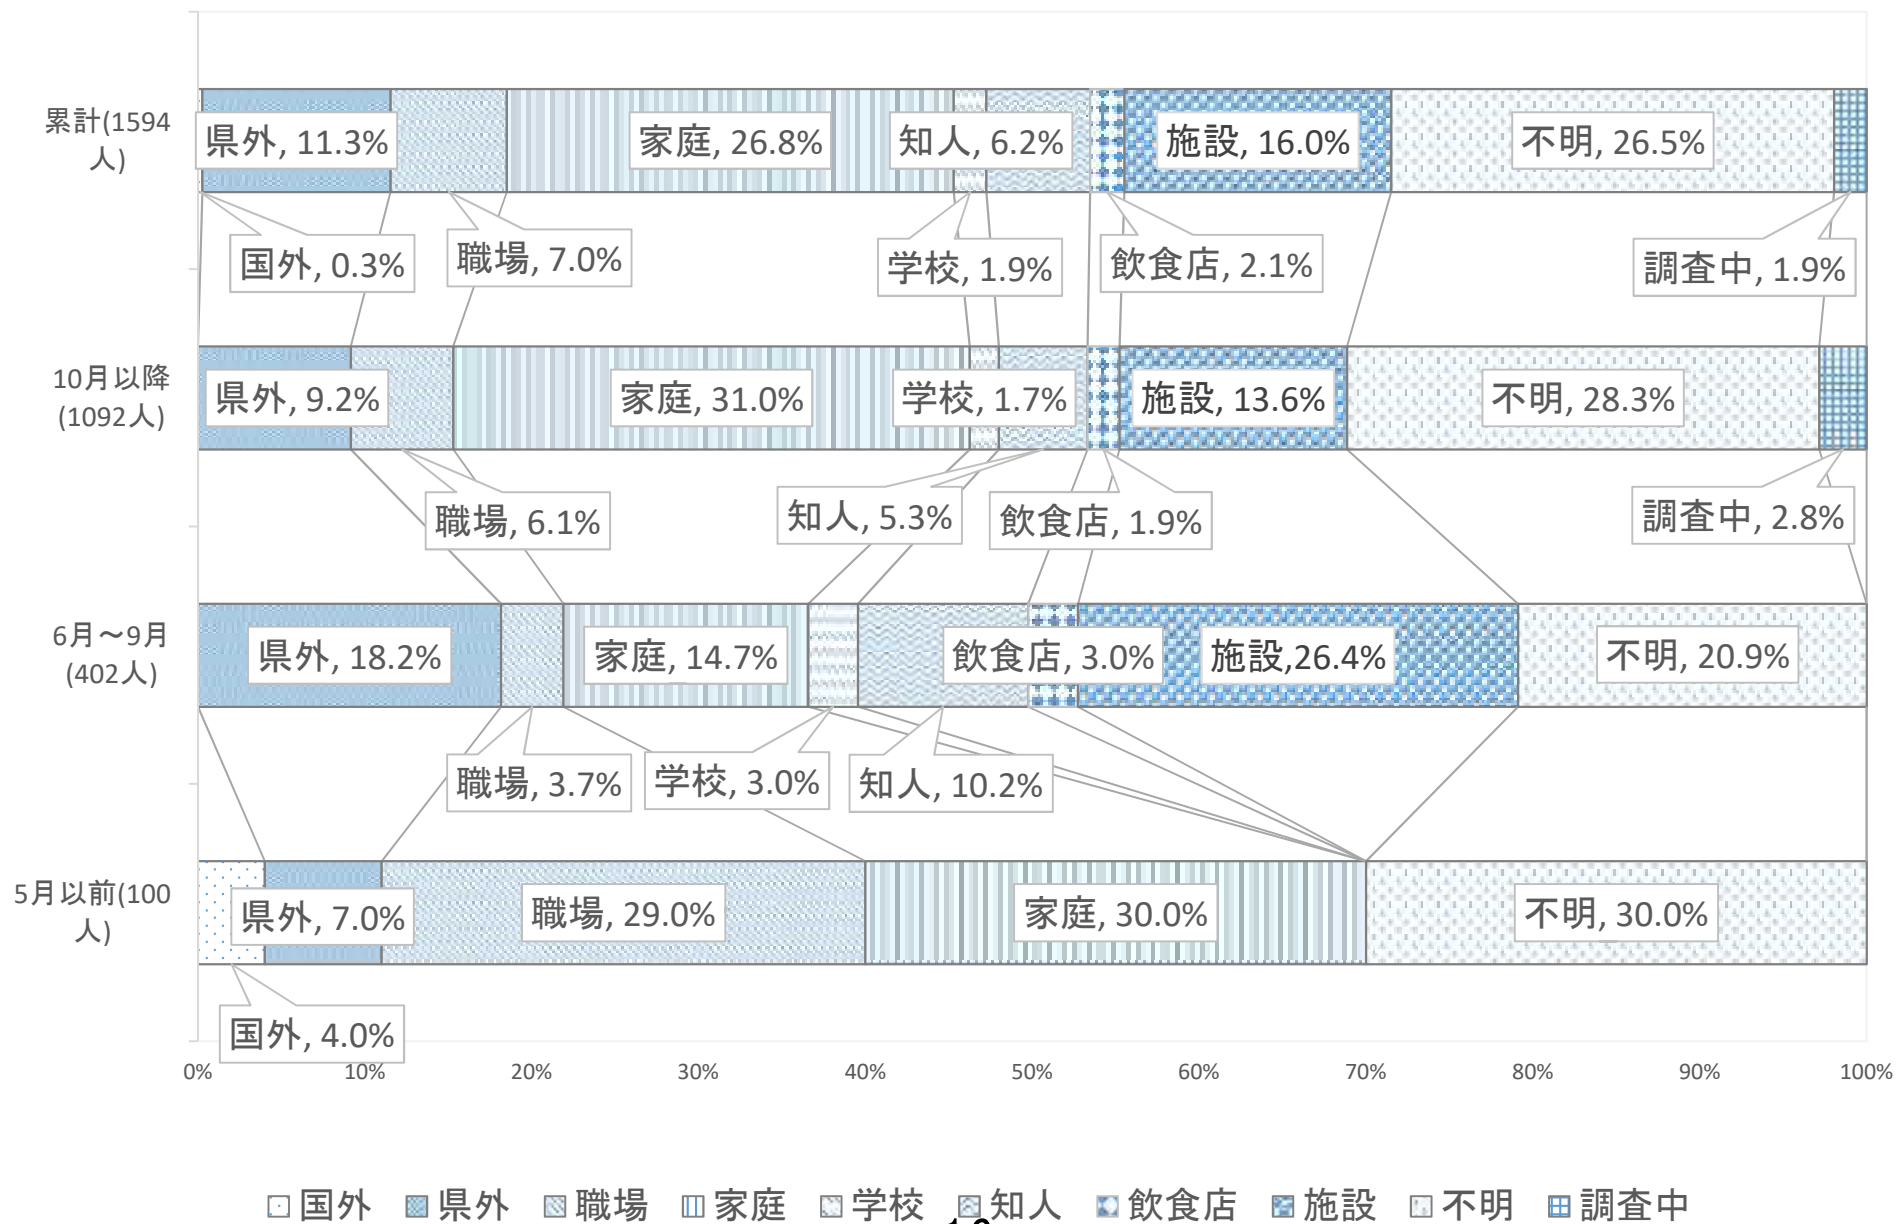 累計(1594
人)
県外, 11.3%
家庭, 26.8%
知人, 6.2%
施設, 16.0%
不明, 26.5%
国外, 0.3%
職場, 7.0%
学校, 1.9%
飲食店, 2.1%
調査中, 1.9%
10月以降
(1092人)
県外, 9.2%
家庭, 31.0%
学校, 1.7%
施設, 13.6%
不明, 28.3%
職場, 6.1%
知人, 5.3%
飲食店, 1.9%
調査中, 2.8%
6月～9月
(402人)
県外, 18.2%
家庭, 14.7%
飲食店, 3.0%
施設,26.4%
不明, 20.9%
職場, 3.7%
学校, 3.0%
知人, 10.2%
5月以前(100
人)
県外, 7.0%
職場, 29.0%
家庭, 30.0%
不明, 30.0%
国外, 4.0%
0% 10% 20% 30% 40% 50% 60% 70% 80% 90% 100%
国外 県外 職場 家庭 学校 知人 飲食店 施設 不明 調査中